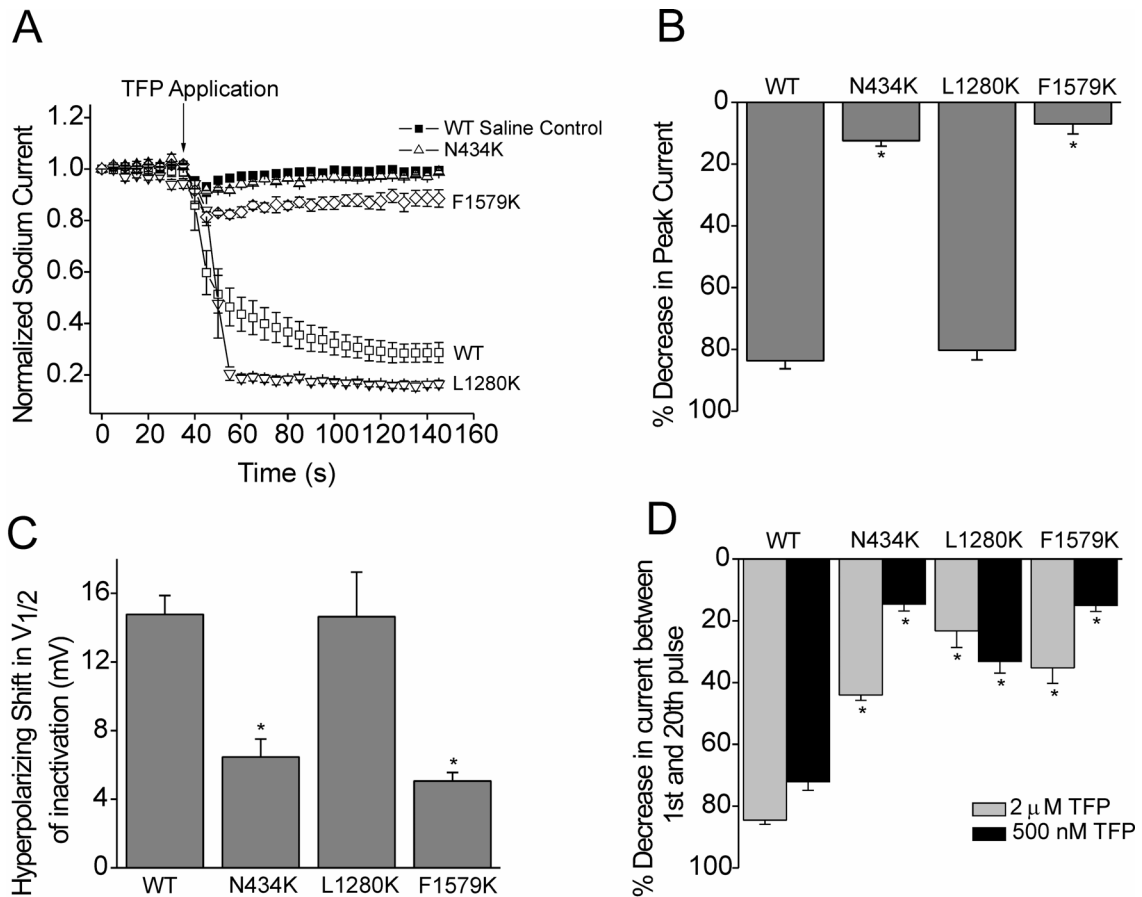 A
TFP Application
WT Saline Control
N434K
F1579K
WT
L1280K
Normalized Sodium Current
1.2
1.0
0.8
0.6
0.4
0.2
0 20 40 60 80 100 120 140 160
Time (s)
B
WT N434K L1280K F1579K
% Decrease in Peak Current
0
20
40
60
80
100
*
*
C
Hyperpolarizing Shift in V1/2
of inactivation (mV)
16
12
8
4
0
*
*
WT N434K L1280K F1579K
D
WT N434K L1280K F1579K
% Decrease in current between
1st and 20th pulse
0
20
40
60
80
100
* * * * * *
2 μ M TFP
500 nM TFP